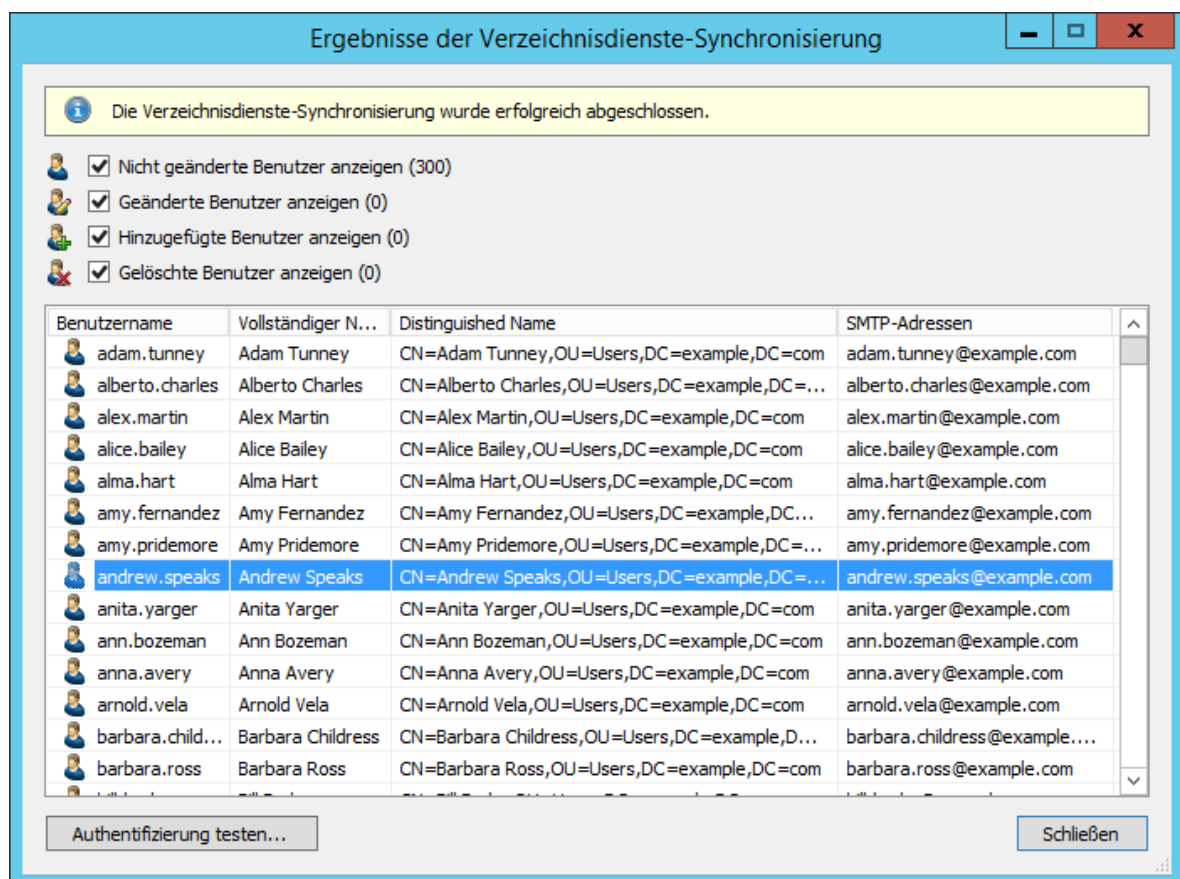 Ergebnisse der Verzeichnisdienste-Synchronisierung
Die Verzeichnisdienste-Synchronisierung wurde erfolgreich abgeschlossen.
Nicht geänderte Benutzer anzeigen (300)
Geänderte Benutzer anzeigen (0)
Hinzugefügte Benutzer anzeigen (0)
Gelöschte Benutzer anzeigen (0)
Benutzername Vollständiger N... Distinguished Name SMTP-Adressen
adam.tunney Adam Tunney CN=Adam Tunney,OU=Users,DC=example,DC=com adam.tunney@example.com
alberto.charles Alberto Charles CN=Alberto Charles,OU=Users,DC=example,DC=... alberto.charles@example.com
alex.martin Alex Martin CN=Alex Martin,OU=Users,DC=example,DC=com alex.martin@example.com
alice.bailey Alice Bailey CN=Alice Bailey,OU=Users,DC=example,DC=com alice.bailey@example.com
alma.hart Alma Hart CN=Alma Hart,OU=Users,DC=example,DC=com alma.hart@example.com
amy.fernandez Amy Fernandez CN=Amy Fernandez,OU=Users,DC=example,DC... amy.fernandez@example.com
amy.pridemore Amy Pridemore CN=Amy Pridemore,OU=Users,DC=example,DC=... amy.pridemore@example.com
andrew.speaks Andrew Speaks CN=Andrew Speaks,OU=Users,DC=example,DC=... andrew.speaks@example.com
anita.yarger Anita Yarger CN=Anita Yarger,OU=Users,DC=example,DC=com anita.yarger@example.com
ann.bozeman Ann Bozeman CN=Ann Bozeman,OU=Users,DC=example,DC=com ann.bozeman@example.com
anna.avery Anna Avery CN=Anna Avery,OU=Users,DC=example,DC=com anna.avery@example.com
arnold.vela Arnold Vela CN=Arnold Vela,OU=Users,DC=example,DC=com arnold.vela@example.com
barbara.child... Barbara Childress CN=Barbara Childress,OU=Users,DC=example,D... barbara.childress@example....
barbara.ross Barbara Ross CN=Barbara Ross,OU=Users,DC=example,DC=com barbara.ross@example.com
Authentifizierung testen... Schließen